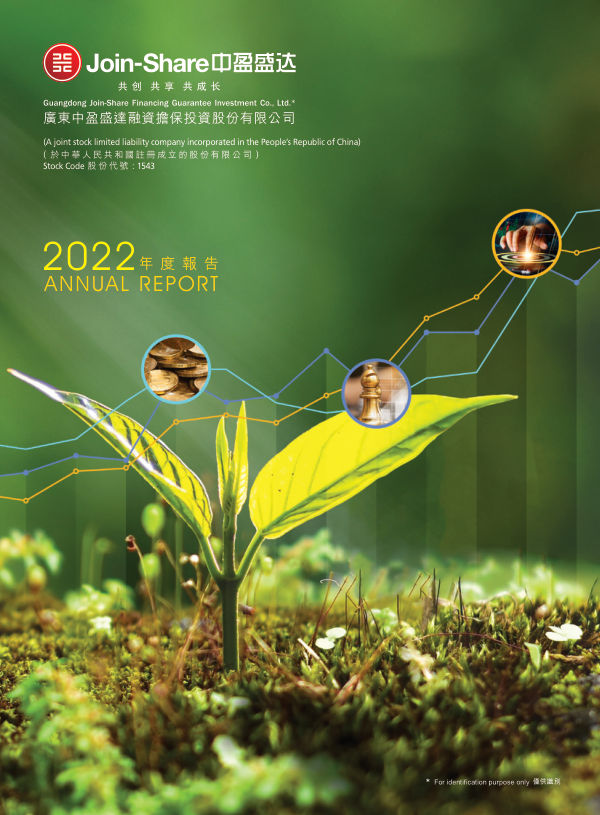 Join-Share中盈盛达
共创 共享 共成长
Guangdong Join-Share Financing Guarantee Investment Co., Ltd.*
廣東中盈盛達融資擔保投資股份有限公司
(A joint stock limited liability company incorporated in the People's Republic of China)
(於中華人民共和國註冊成立的股份有限公司)
Stock Code 股份代號 : 1543
2022年度報告
ANNUAL REPORT
* For identification purpose only 僅供識別